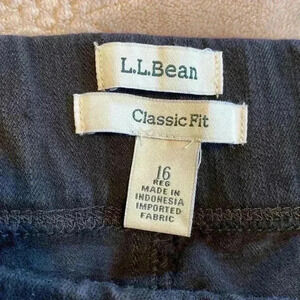 L.L.Bean
Classic Fit
16
REG
MADE IN
INDONESIA
IMPORTED
FABRIC